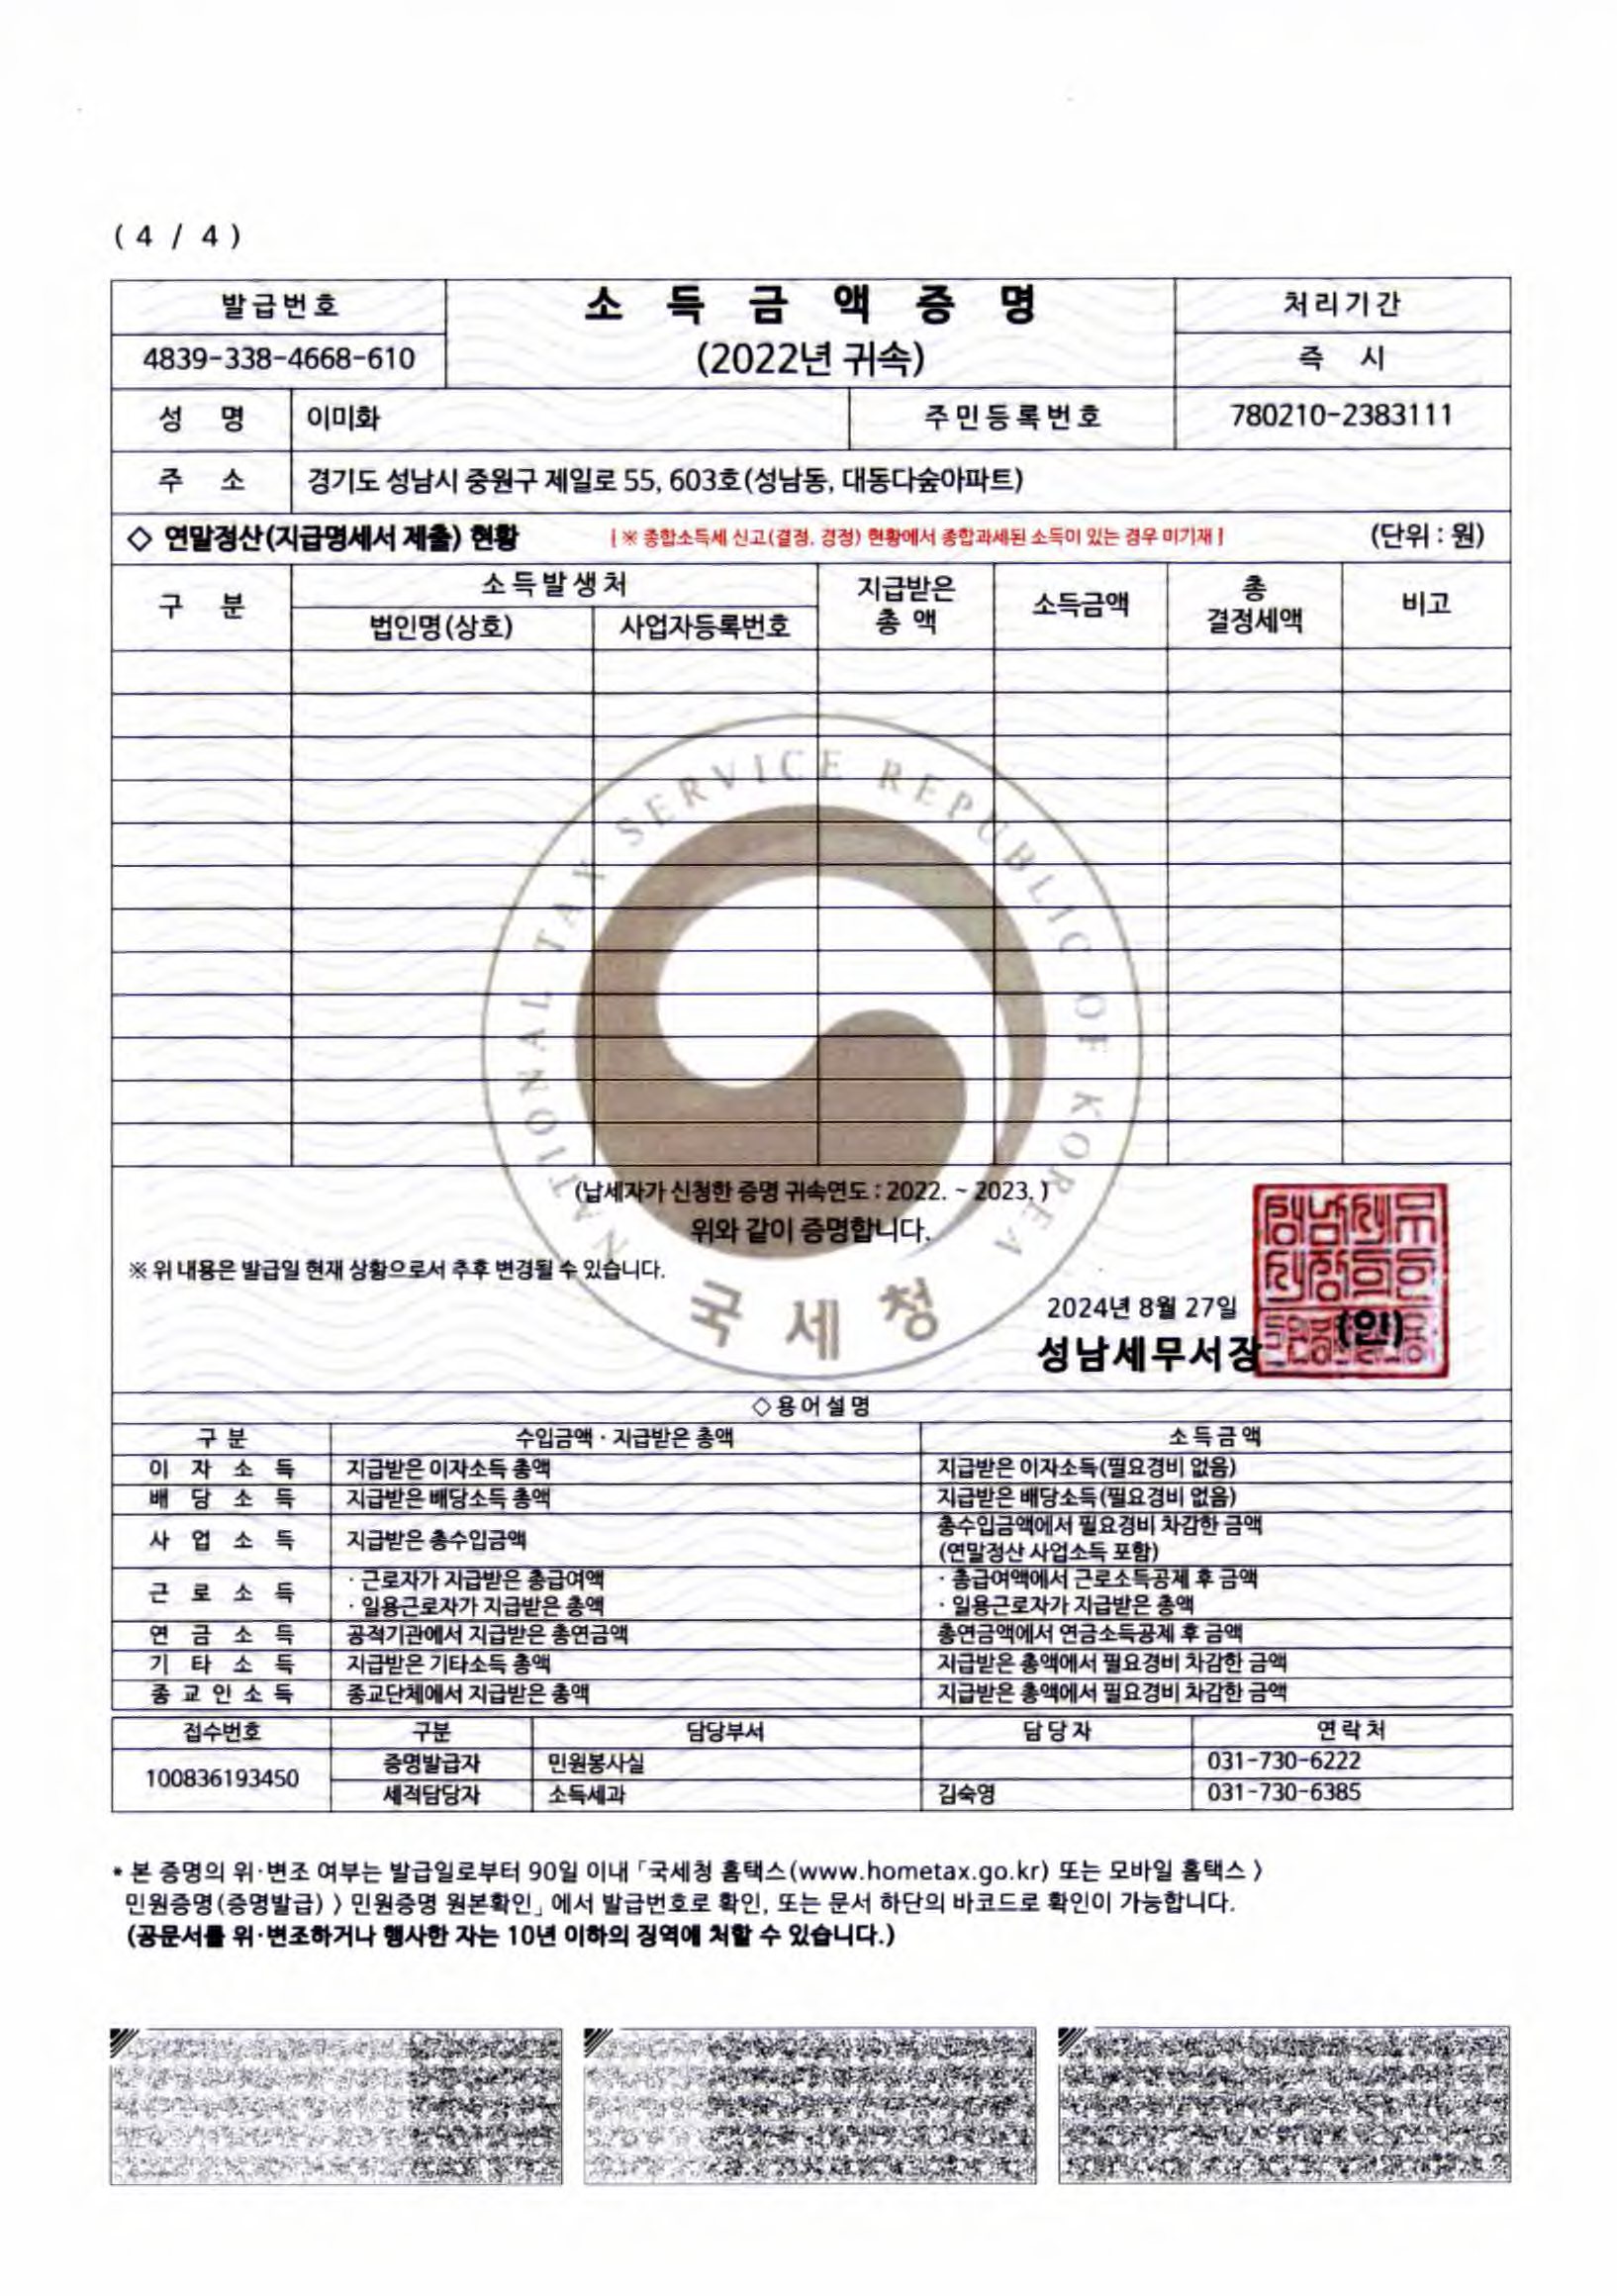 ( 4 / 4 )
발급번호
소 득 금 액 증 명
처리기간
4839-338-4668-610
(2022년 귀속)
즉 시
성 명
이미화
주민등록번호
780210-2383111
주 소
경기도 성남시 중원구 제일로 55, 603호(성남동, 대동다숲아파트)
◇ 연말정산(지급명세서 제출) 현황
[ ※ 종합소득세 신고(결정, 경정) 현황에서 종합과세된 소득이 있는 경우 미기재 ]
(단위 : 원)
구 분
소득발생처
법인명(상호)
사업자등록번호
지급받은
총 액
소득금액
총
결정세액
비고
NATIONAL TAX SERVICE REPUBLIC OF KOREA
(납세자가 신청한 증명 귀속연도 : 2022. ~ 2023. )
위와 같이 증명합니다.
※ 위 내용은 발급일 현재 상황으로서 추후 변경될 수 있습니다.
국 세 청
2024년 8월 27일
성남세무서장
(인)
◇용어설명
구 분
수입금액 · 지급받은 총액
소득금액
이 자 소 득
지급받은 이자소득 총액
지급받은 이자소득(필요경비 없음)
배 당 소 득
지급받은 배당소득 총액
지급받은 배당소득(필요경비 없음)
사 업 소 득
지급받은 총수입금액
총수입금액에서 필요경비 차감한 금액
(연말정산 사업소득 포함)
근 로 소 득
· 근로자가 지급받은 총급여액
· 일용근로자가 지급받은 총액
· 총급여액에서 근로소득공제 후 금액
· 일용근로자가 지급받은 총액
연 금 소 득
공적기관에서 지급받은 총연금액
총연금액에서 연금소득공제 후 금액
기 타 소 득
지급받은 기타소득 총액
지급받은 총액에서 필요경비 차감한 금액
종 교 인 소 득
종교단체에서 지급받은 총액
지급받은 총액에서 필요경비 차감한 금액
접수번호
구분
담당부서
담당자
연락처
100836193450
증명발급자
민원봉사실
031-730-6222
세적담당자
소득세과
김숙영
031-730-6385
* 본 증명의 위·변조 여부는 발급일로부터 90일 이내 「국세청 홈택스(www.hometax.go.kr) 또는 모바일 홈택스 〉
민원증명(증명발급) 〉 민원증명 원본확인」에서 발급번호로 확인, 또는 문서 하단의 바코드로 확인이 가능합니다.
(공문서를 위·변조하거나 행사한 자는 10년 이하의 징역에 처할 수 있습니다.)